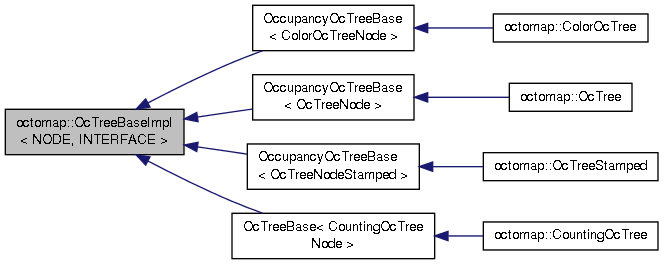 OccupancyOcTreeBase
< ColorOcTreeNode >
octomap::ColorOcTree
OccupancyOcTreeBase
< OcTreeNode >
octomap::OcTree
octomap::OcTreeBaseImpl
< NODE, INTERFACE >
OccupancyOcTreeBase
< OcTreeNodeStamped >
octomap::OcTreeStamped
OcTreeBase< CountingOcTree
Node >
octomap::CountingOcTree